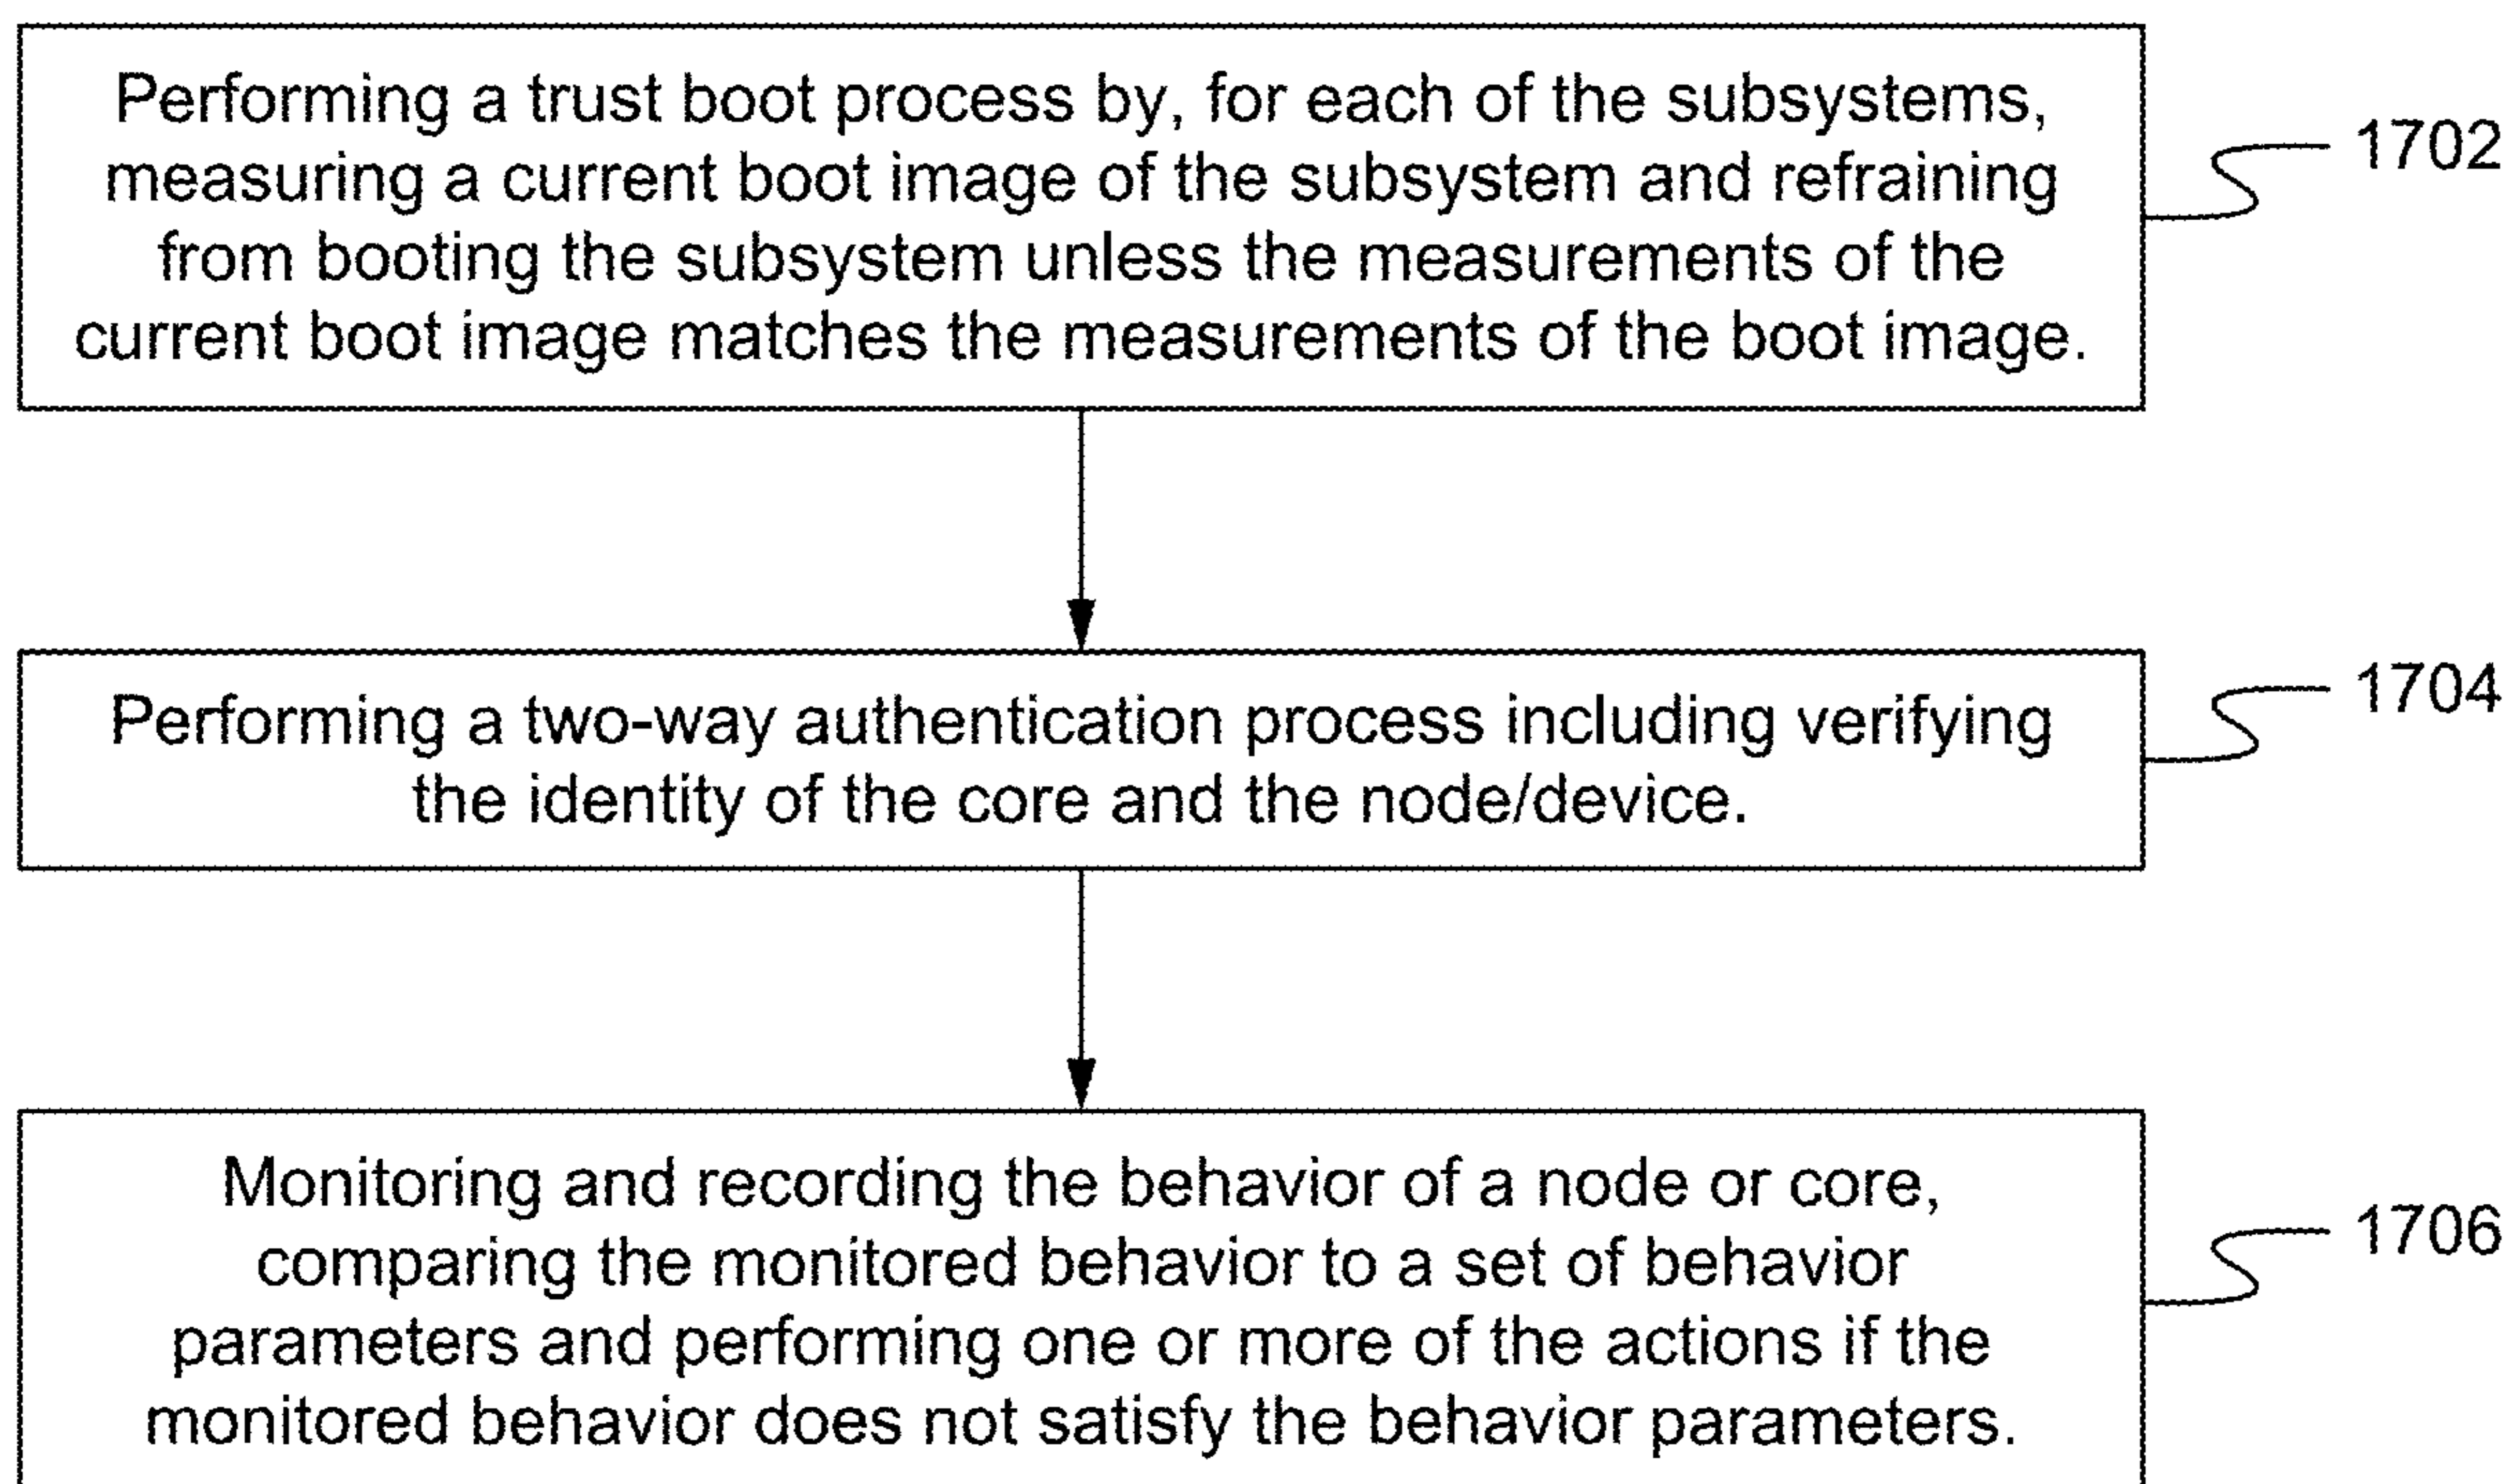 Performing a trust boot process by, for each of the subsystems,
measuring a current boot image of the subsystem and refraining
from booting the subsystem unless the measurements of the
current boot image matches the measurements of the boot image.
1702
Performing a two-way authentication process including verifying
the identity of the core and the node/device.
1704
Monitoring and recording the behavior of a node or core,
comparing the monitored behavior to a set of behavior
parameters and performing one or more of the actions if the
monitored behavior does not satisfy the behavior parameters.
1706